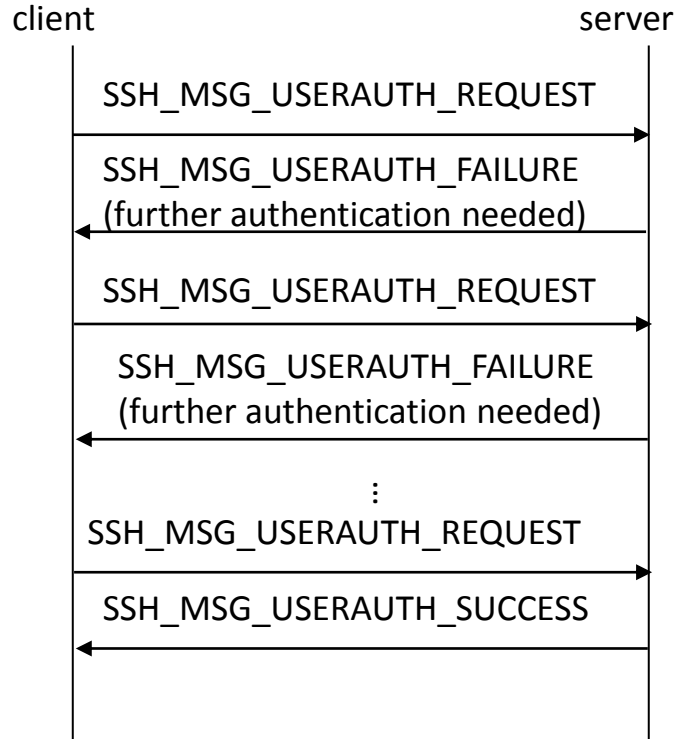 client server
SSH_MSG_USERAUTH_REQUEST
SSH_MSG_USERAUTH_FAILURE
(further authentication needed)
SSH_MSG_USERAUTH_REQUEST
SSH_MSG_USERAUTH_FAILURE
(further authentication needed)
...
SSH_MSG_USERAUTH_REQUEST
SSH_MSG_USERAUTH_SUCCESS